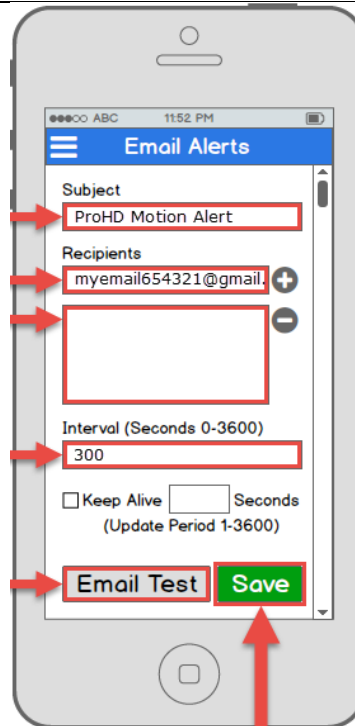 ABC 11:52 PM
Email Alerts
Subject
ProHD Motion Alert
Recipients
myemail654321@gmail.
Interval (Seconds 0-3600)
300
Keep Alive Seconds
(Update Period 1-3600)
Email Test Save